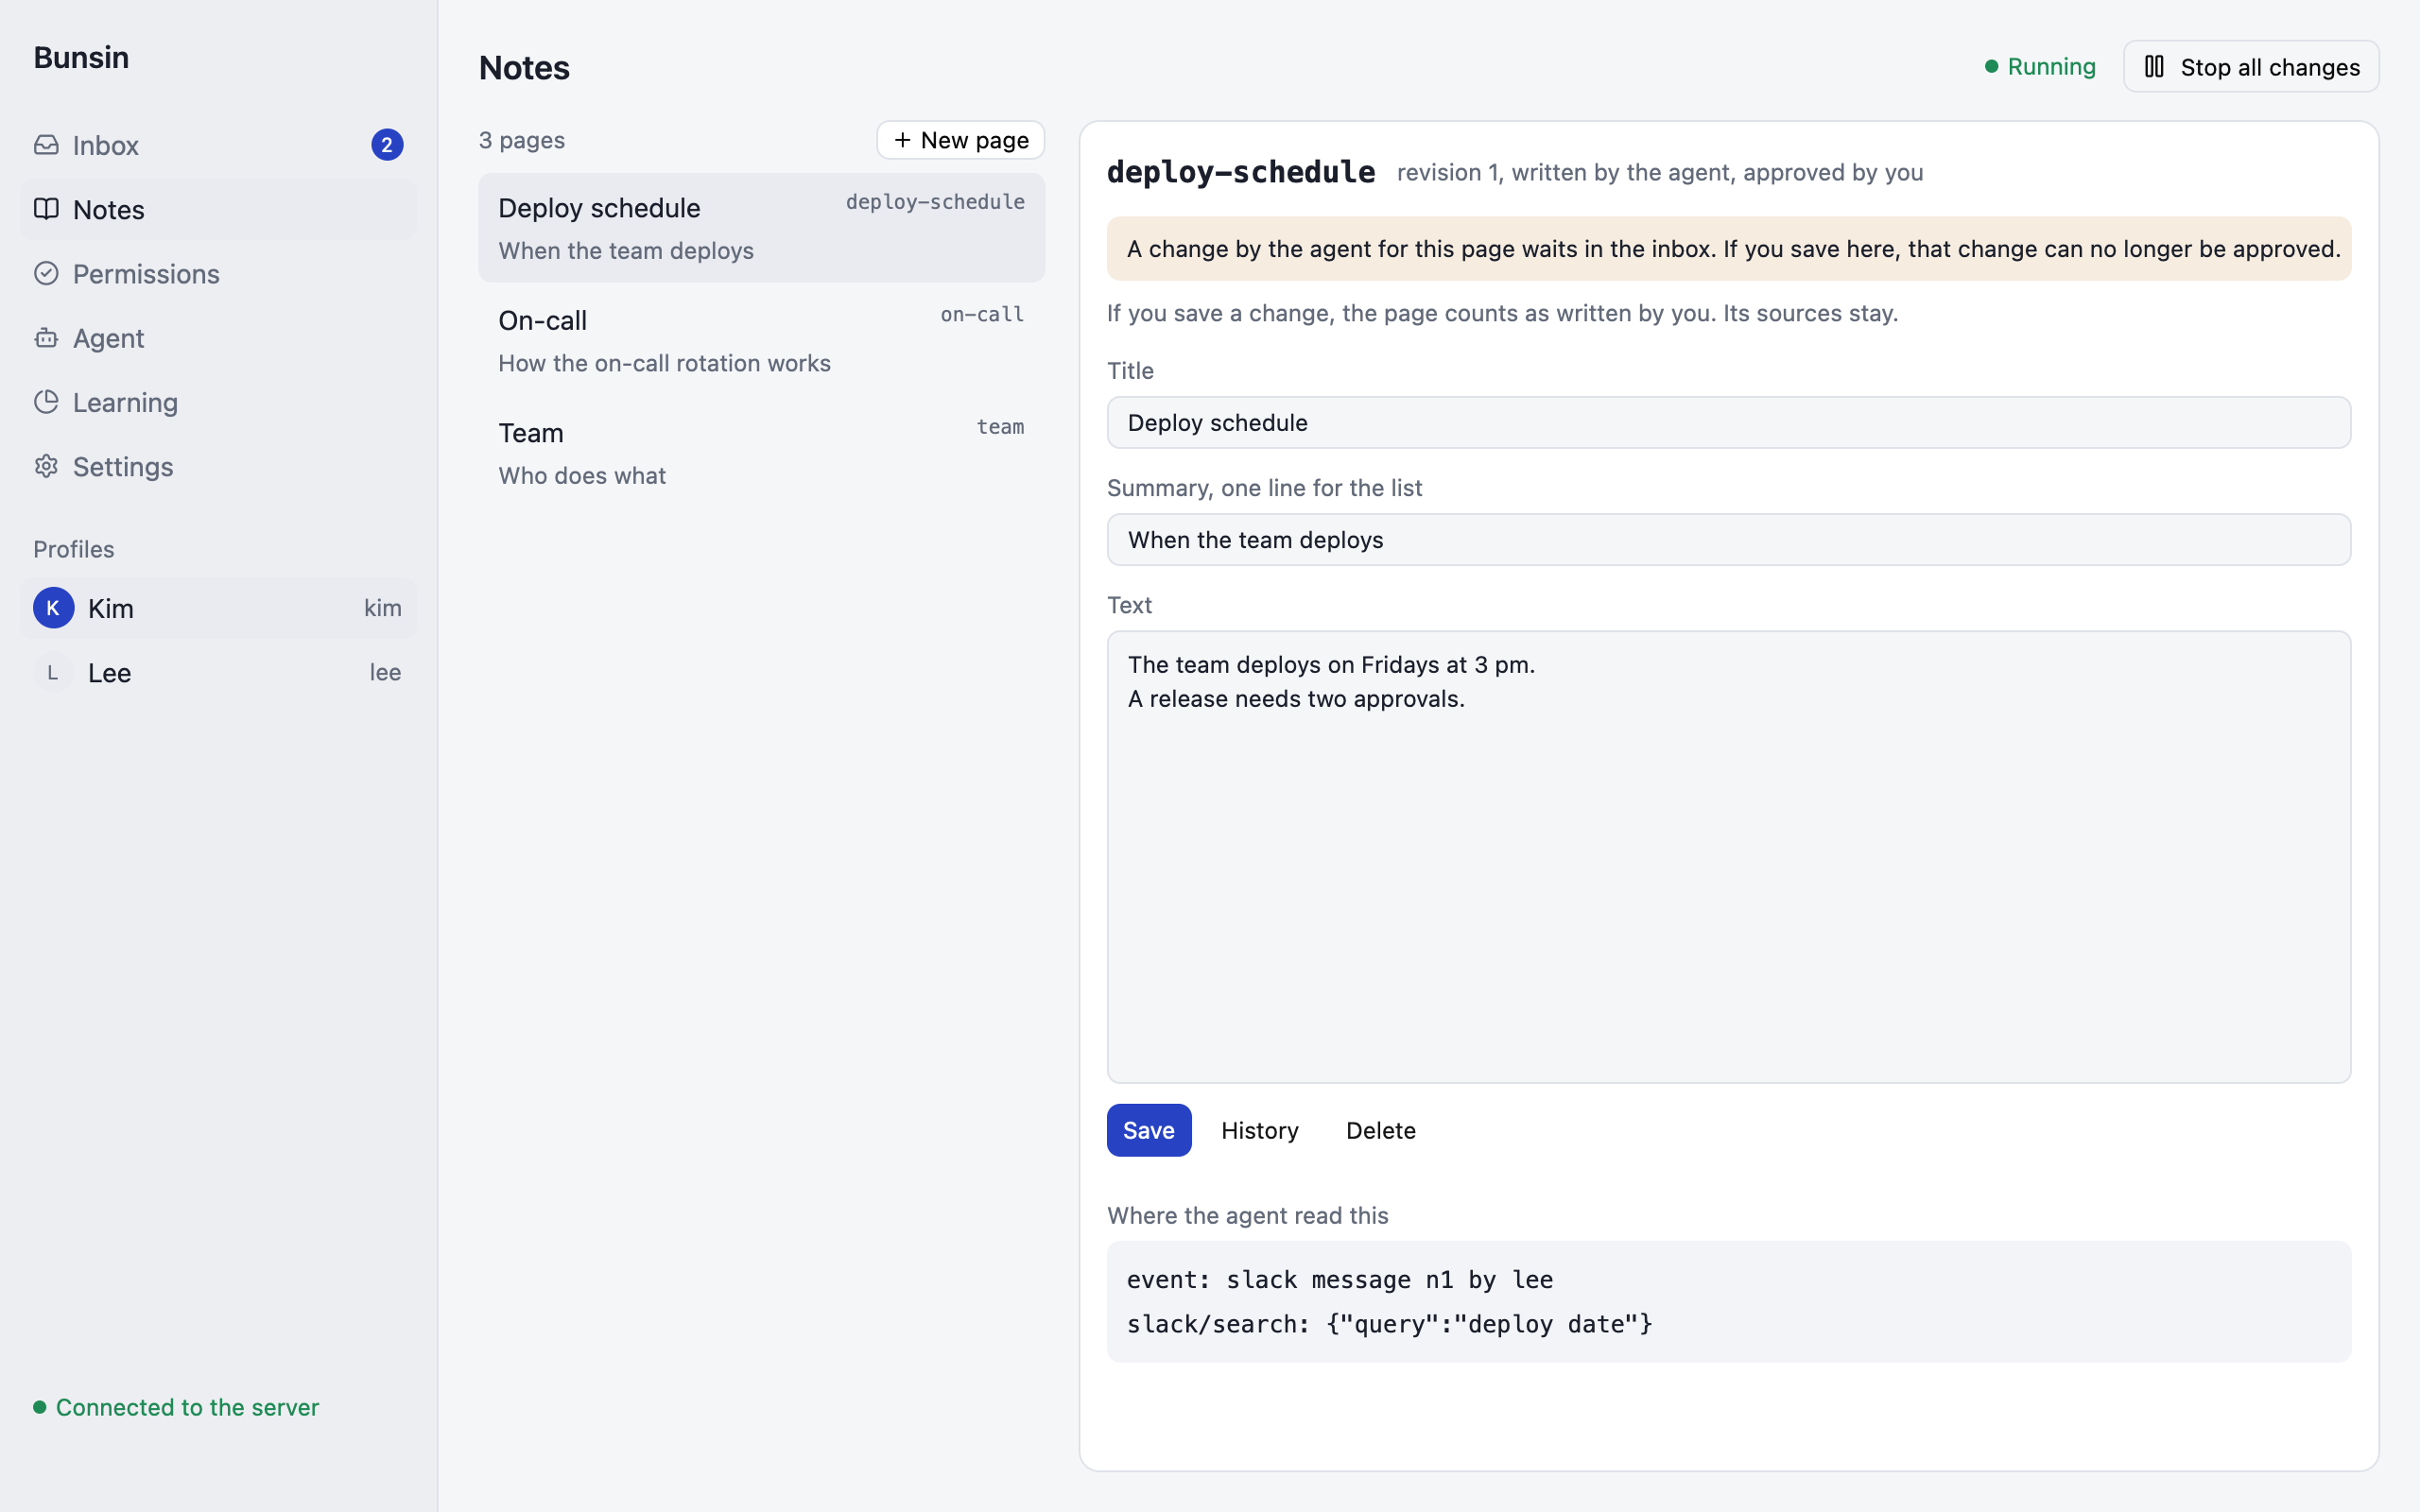 Bunsin
Inbox
2
Notes
Permissions
Agent
Learning
Settings
Profiles
K Kim kim
L Lee lee
Connected to the server
Notes
Running
Stop all changes
3 pages
+ New page
Deploy schedule deploy-schedule
When the team deploys
On-call on-call
How the on-call rotation works
Team team
Who does what
deploy-schedule revision 1, written by the agent, approved by you
A change by the agent for this page waits in the inbox. If you save here, that change can no longer be approved.
If you save a change, the page counts as written by you. Its sources stay.
Title
Deploy schedule
Summary, one line for the list
When the team deploys
Text
The team deploys on Fridays at 3 pm.
A release needs two approvals.
Save History Delete
Where the agent read this
event: slack message n1 by lee
slack/search: {"query":"deploy date"}